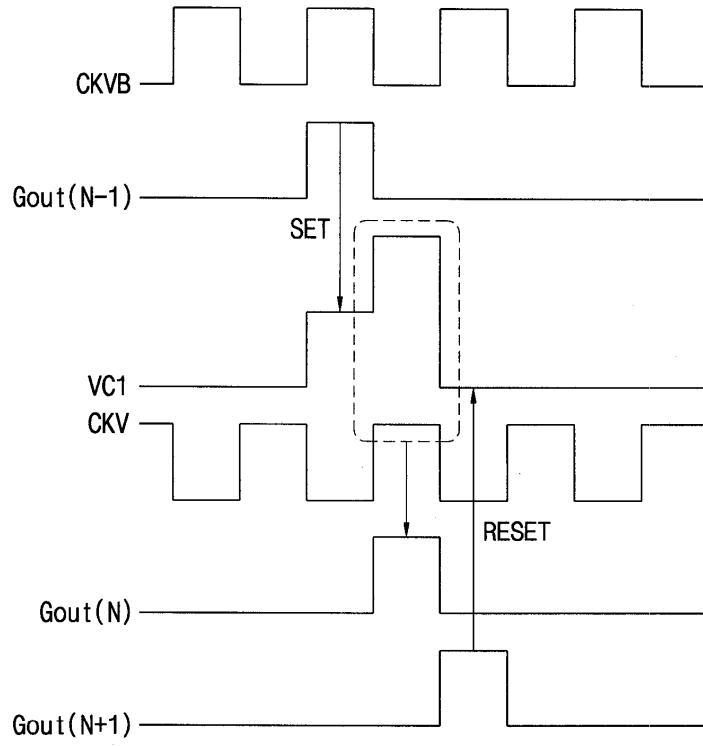 CKVB
Gout(N-1)
SET
VC1
CKV
RESET
Gout(N)
Gout(N+1)